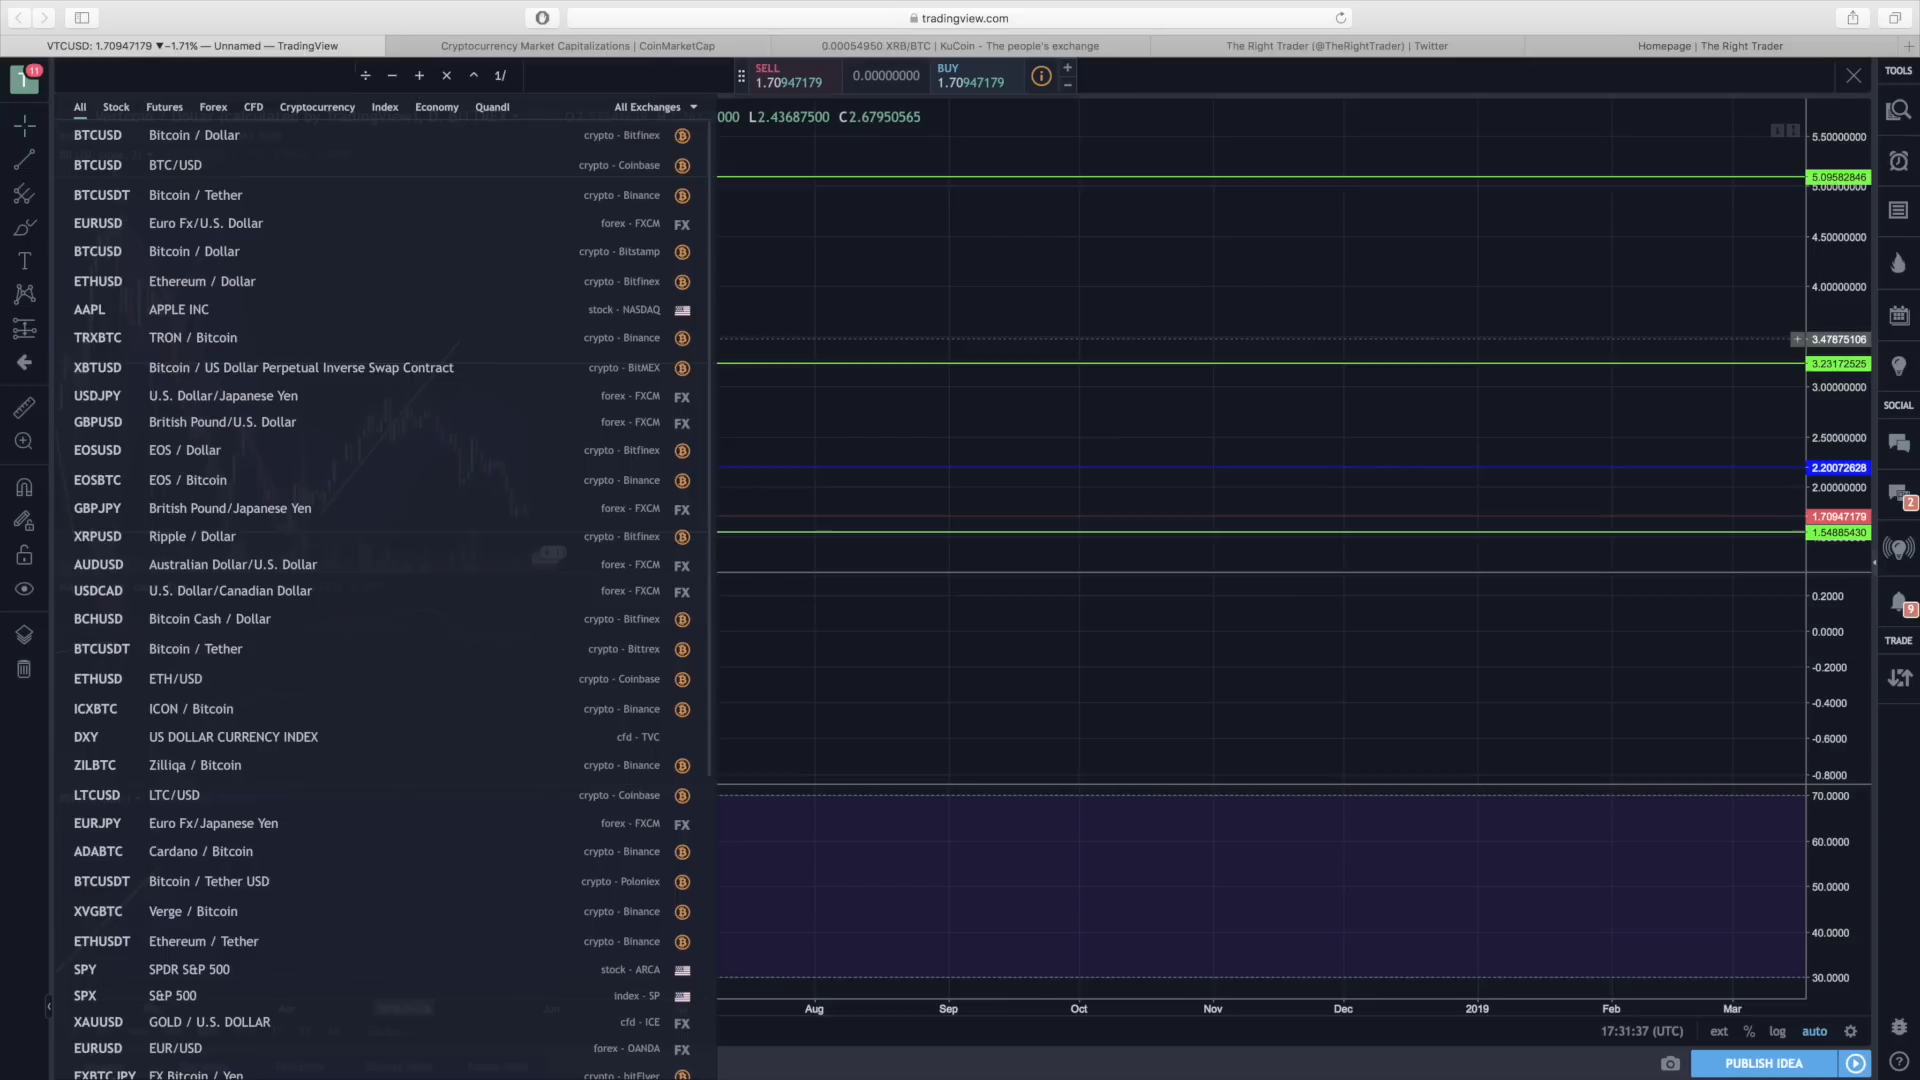 tradingview.com
VTCUSD: 1.70947179 ▼−1.71% — Unnamed — TradingView
Cryptocurrency Market Capitalizations | CoinMarketCap
0.00054950 XRB/BTC | KuCoin - The people's exchange
The Right Trader (@TheRightTrader) | Twitter
Homepage | The Right Trader
11
÷ − + × ^ 1/
SELL
1.70947179
0.00000000
BUY
1.70947179
TOOLS
All Stock Futures Forex CFD Cryptocurrency Index Economy Quandl All Exchanges
000 L2.43687500 C2.67950565
BTCUSD Bitcoin / Dollar crypto - Bitfinex
BTCUSD BTC/USD crypto - Coinbase
BTCUSDT Bitcoin / Tether crypto - Binance
EURUSD Euro Fx/U.S. Dollar forex - FXCM FX
BTCUSD Bitcoin / Dollar crypto - Bitstamp
ETHUSD Ethereum / Dollar crypto - Bitfinex
AAPL APPLE INC stock - NASDAQ
TRXBTC TRON / Bitcoin crypto - Binance
XBTUSD Bitcoin / US Dollar Perpetual Inverse Swap Contract crypto - BitMEX
USDJPY U.S. Dollar/Japanese Yen forex - FXCM FX
GBPUSD British Pound/U.S. Dollar forex - FXCM FX
EOSUSD EOS / Dollar crypto - Bitfinex
EOSBTC EOS / Bitcoin crypto - Binance
GBPJPY British Pound/Japanese Yen forex - FXCM FX
XRPUSD Ripple / Dollar crypto - Bitfinex
AUDUSD Australian Dollar/U.S. Dollar forex - FXCM FX
USDCAD U.S. Dollar/Canadian Dollar forex - FXCM FX
BCHUSD Bitcoin Cash / Dollar crypto - Bitfinex
BTCUSDT Bitcoin / Tether crypto - Bittrex
ETHUSD ETH/USD crypto - Coinbase
ICXBTC ICON / Bitcoin crypto - Binance
DXY US DOLLAR CURRENCY INDEX cfd - TVC
ZILBTC Zilliqa / Bitcoin crypto - Binance
LTCUSD LTC/USD crypto - Coinbase
EURJPY Euro Fx/Japanese Yen forex - FXCM FX
ADABTC Cardano / Bitcoin crypto - Binance
BTCUSDT Bitcoin / Tether USD crypto - Poloniex
XVGBTC Verge / Bitcoin crypto - Binance
ETHUSDT Ethereum / Tether crypto - Binance
SPY SPDR S&P 500 stock - ARCA
SPX S&P 500 index - SP
XAUUSD GOLD / U.S. DOLLAR cfd - ICE FX
EURUSD EUR/USD forex - OANDA FX
FXBTCJPY FX Bitcoin / Yen crypto - bitFlyer
5.50000000
5.09582846
5.00000000
4.50000000
4.00000000
3.47875106
3.23172525
3.00000000
2.50000000
2.20072628
2.00000000
1.70947179
1.54885430
0.2000
0.0000
-0.2000
-0.4000
-0.6000
-0.8000
70.0000
60.0000
50.0000
40.0000
30.0000
Aug Sep Oct Nov Dec 2019 Feb Mar
17:31:37 (UTC) ext % log auto
PUBLISH IDEA
SOCIAL
2
9
TRADE